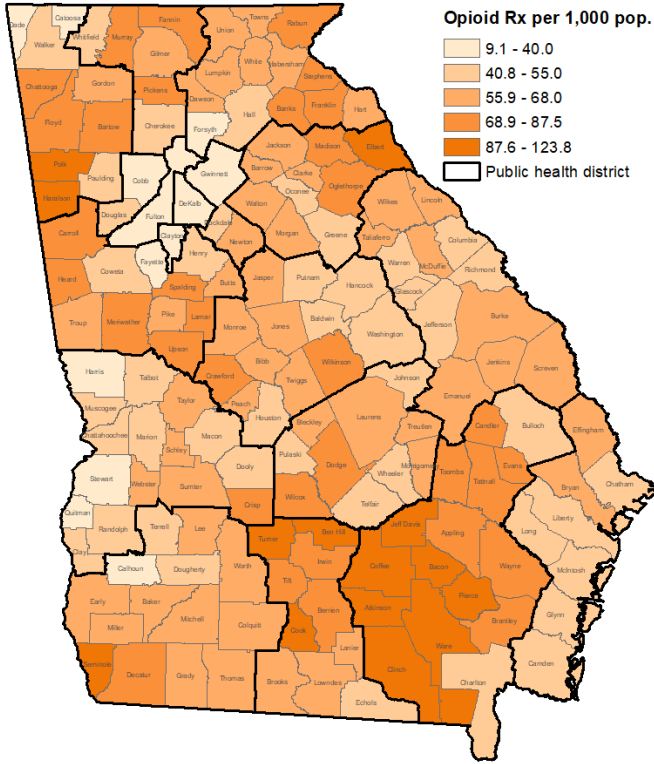 Opioid Rx per 1,000 pop.
9.1 - 40.0
40.8 - 55.0
55.9 - 68.0
68.9 - 87.5
87.6 - 123.8
Public health district
Dade
Catoosa
Whitfield
Murray
Fannin
Union
Towns
Rabun
Walker
Gilmer
White
Habersham
Lumpkin
Stephens
Chattooga
Gordon
Pickens
Dawson
Banks
Franklin
Hart
Hall
Floyd
Bartow
Cherokee
Forsyth
Jackson
Madison
Elbert
Polk
Paulding
Cobb
Gwinnett
Barrow
Clarke
Oglethorpe
Oconee
Haralson
Douglas
Fulton
DeKalb
Walton
Wilkes
Lincoln
Carroll
Clayton
Rockdale
Newton
Morgan
Greene
Taliaferro
Columbia
McDuffie
Warren
Richmond
Fayette
Henry
Heard
Coweta
Spalding
Butts
Jasper
Putnam
Hancock
Glascock
Troup
Meriwether
Pike
Lamar
Monroe
Jones
Baldwin
Washington
Jefferson
Burke
Upson
Bibb
Wilkinson
Jenkins
Screven
Harris
Talbot
Crawford
Twiggs
Johnson
Emanuel
Muscogee
Taylor
Peach
Houston
Bleckley
Laurens
Treutlen
Candler
Bulloch
Effingham
Chattahoochee
Marion
Macon
Schley
Pulaski
Dodge
Wheeler
Montgomery
Toombs
Tattnall
Evans
Bryan
Chatham
Stewart
Webster
Sumter
Dooly
Crisp
Wilcox
Telfair
Liberty
Long
Quitman
Randolph
Terrell
Lee
Turner
Ben Hill
Jeff Davis
Appling
Wayne
McIntosh
Clay
Calhoun
Dougherty
Worth
Tift
Irwin
Coffee
Bacon
Pierce
Early
Baker
Mitchell
Colquitt
Berrien
Atkinson
Brantley
Glynn
Miller
Cook
Lanier
Ware
Camden
Seminole
Decatur
Grady
Thomas
Brooks
Lowndes
Echols
Clinch
Charlton